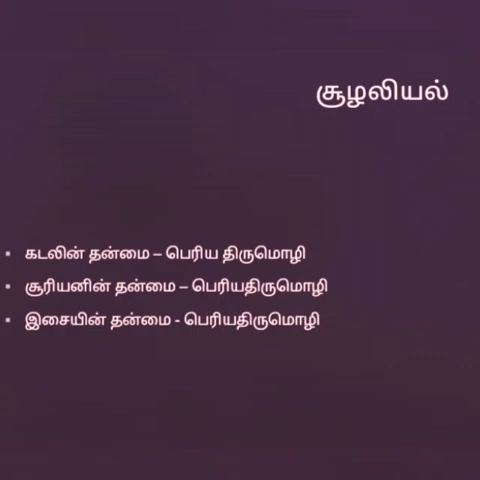 சூழலியல்
▪ கடலின் தன்மை – பெரிய திருமொழி
▪ சூரியனின் தன்மை – பெரியதிருமொழி
▪ இசையின் தன்மை - பெரியதிருமொழி